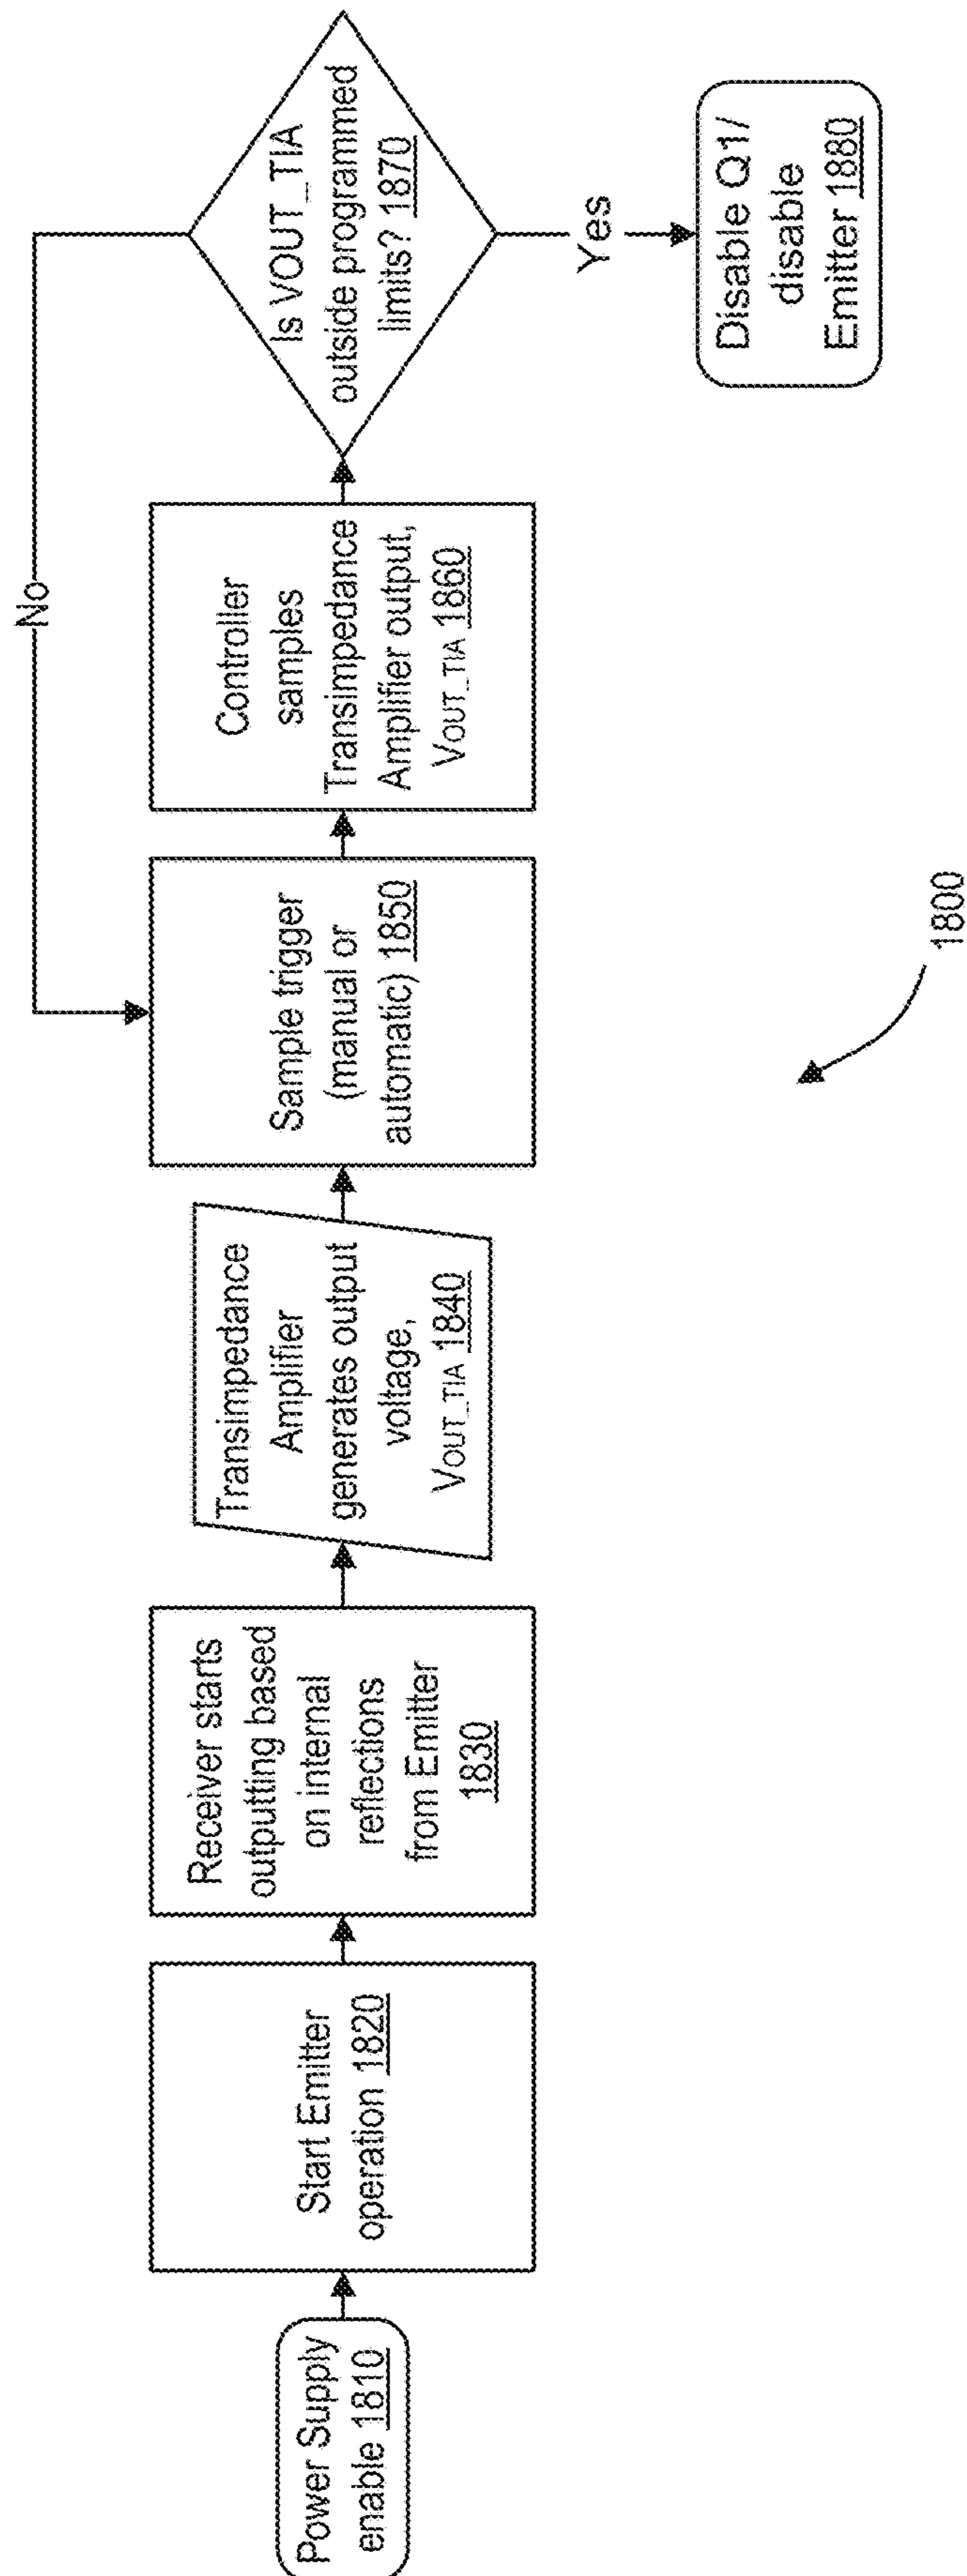 Power Supply
enable 1810
Start Emitter
operation 1820
Receiver starts
outputting based
on internal
reflections
from Emitter
1830
Transimpedance
Amplifier
generates output
voltage,
VOUT_TIA 1840
Sample trigger
(manual or
automatic) 1850
Controller
samples
Transimpedance
Amplifier output,
VOUT_TIA 1860
Is VOUT_TIA
outside programmed
limits? 1870
No
Yes
Disable Q1/
disable
Emitter 1880
1800